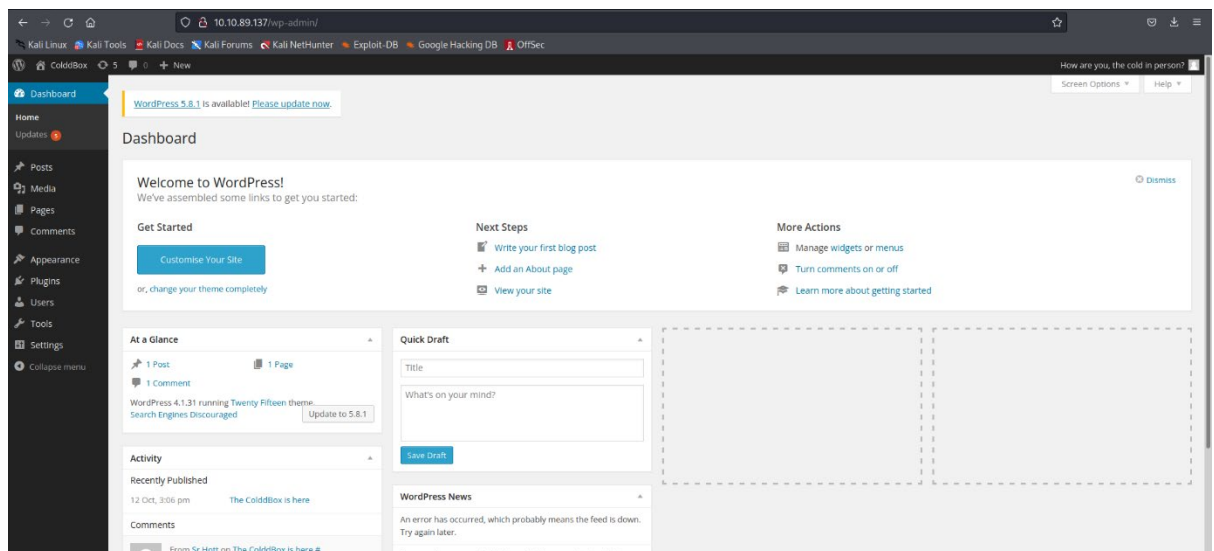 10.10.89.137/wp-admin/
Kali Linux Kali Tools Kali Docs Kali Forums Kali NetHunter Exploit-DB Google Hacking DB OffSec
ColddBox 5 0 + New How are you, the cold in person?
Screen Options Help
Dashboard
Home
Updates 5
Posts
Media
Pages
Comments
Appearance
Plugins
Users
Tools
Settings
Collapse menu
WordPress 5.8.1 is available! Please update now.
Dashboard
Welcome to WordPress!
Dismiss
We've assembled some links to get you started:
Get Started
Customise Your Site
or, change your theme completely
Next Steps
Write your first blog post
Add an About page
View your site
More Actions
Manage widgets or menus
Turn comments on or off
Learn more about getting started
At a Glance
1 Post 1 Page
1 Comment
WordPress 4.1.31 running Twenty Fifteen theme.
Search Engines Discouraged Update to 5.8.1
Activity
Recently Published
12 Oct, 3:06 pm The ColddBox is here
Comments
From Sr Hott on The ColddBox is here #
Quick Draft
Title
What's on your mind?
Save Draft
WordPress News
An error has occurred, which probably means the feed is down.
Try again later.